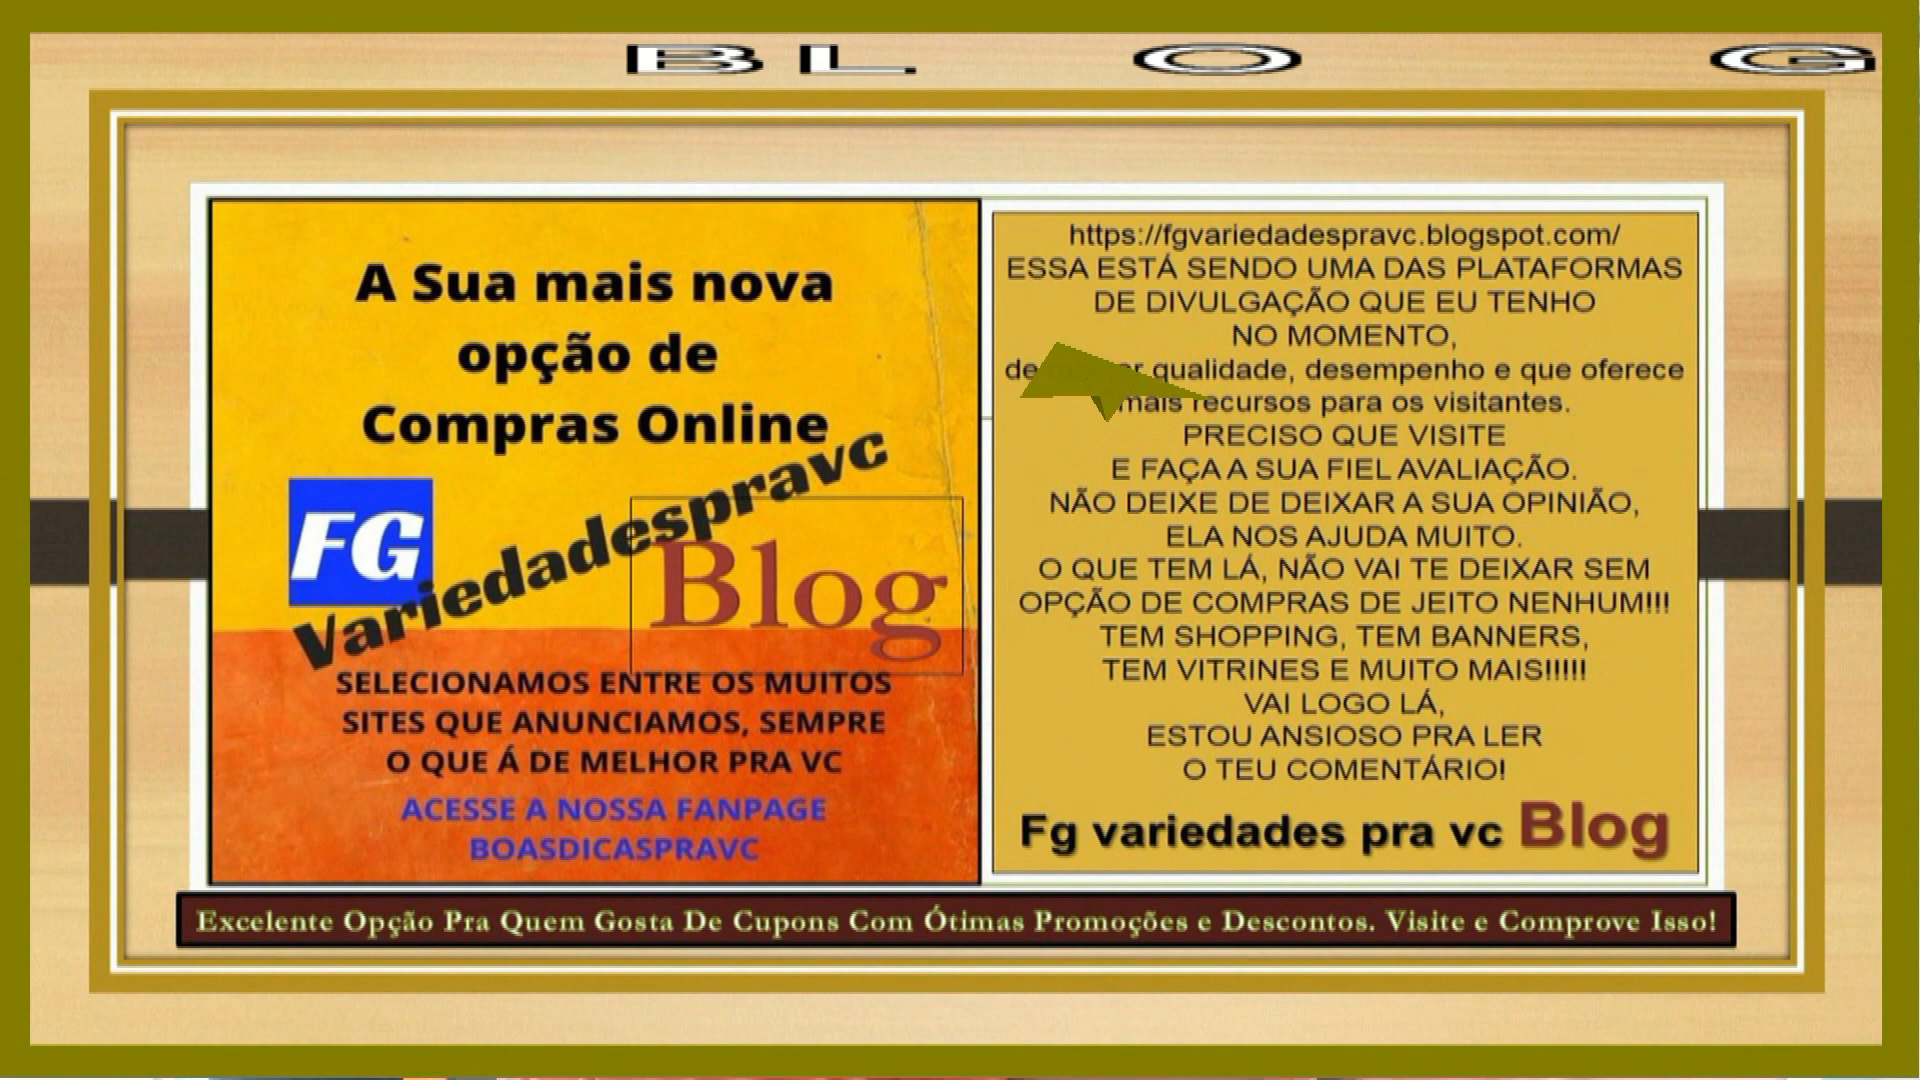 BL O G
A Sua mais nova
opção de
Compras Online
FG
Variedadespravc
Blog
SELECIONAMOS ENTRE OS MUITOS
SITES QUE ANUNCIAMOS, SEMPRE
O QUE Á DE MELHOR PRA VC
ACESSE A NOSSA FANPAGE
BOASDICASPRAVC
https://fgvariedadespravc.blogspot.com/
ESSA ESTÁ SENDO UMA DAS PLATAFORMAS
DE DIVULGAÇÃO QUE EU TENHO
NO MOMENTO,
de qualidade, desempenho e que oferece
mais recursos para os visitantes.
PRECISO QUE VISITE
E FAÇA A SUA FIEL AVALIAÇÃO.
NÃO DEIXE DE DEIXAR A SUA OPINIÃO,
ELA NOS AJUDA MUITO.
O QUE TEM LÁ, NÃO VAI TE DEIXAR SEM
OPÇÃO DE COMPRAS DE JEITO NENHUM!!!
TEM SHOPPING, TEM BANNERS,
TEM VITRINES E MUITO MAIS!!!!!
VAI LOGO LÁ,
ESTOU ANSIOSO PRA LER
O TEU COMENTÁRIO!
Fg variedades pra vc Blog
Excelente Opção Pra Quem Gosta De Cupons Com Ótimas Promoções e Descontos. Visite e Comprove Isso!